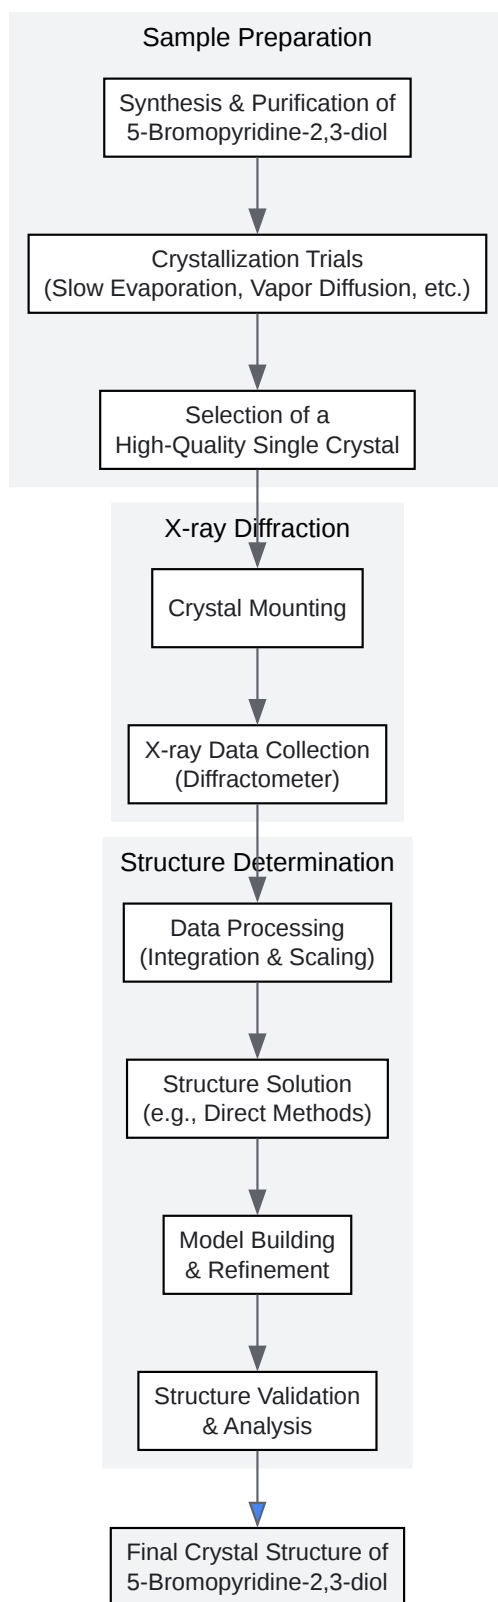 Sample Preparation
Synthesis & Purification of
5-Bromopyridine-2,3-diol
Crystallization Trials
(Slow Evaporation, Vapor Diffusion, etc.)
Selection of a
High-Quality Single Crystal
X-ray Diffraction
Crystal Mounting
X-ray Data Collection
(Diffractometer)
Structure Determination
Data Processing
(Integration & Scaling)
Structure Solution
(e.g., Direct Methods)
Model Building
& Refinement
Structure Validation
& Analysis
Final Crystal Structure of
5-Bromopyridine-2,3-diol